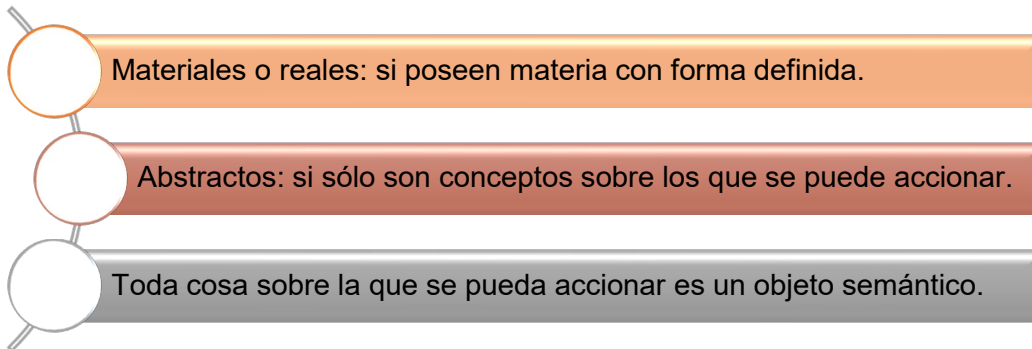 Materiales o reales: si poseen materia con forma definida.
Abstractos: si sólo son conceptos sobre los que se puede accionar.
Toda cosa sobre la que se pueda accionar es un objeto semántico.